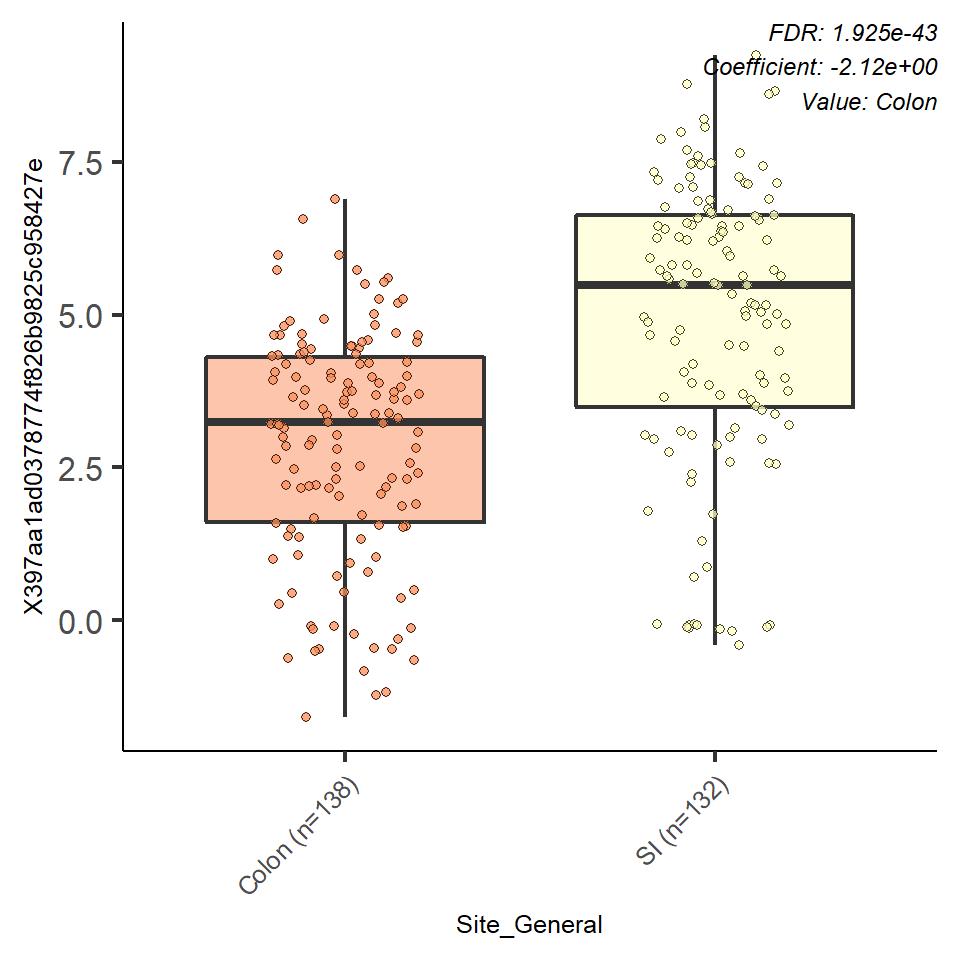 FDR: 1.925e-43
Coefficient: -2.12e+00
Value: Colon
X397aa1ad0378774f826b9825c958427e
7.5
5.0
2.5
0.0
Colon (n=138)
SI (n=132)
Site_General